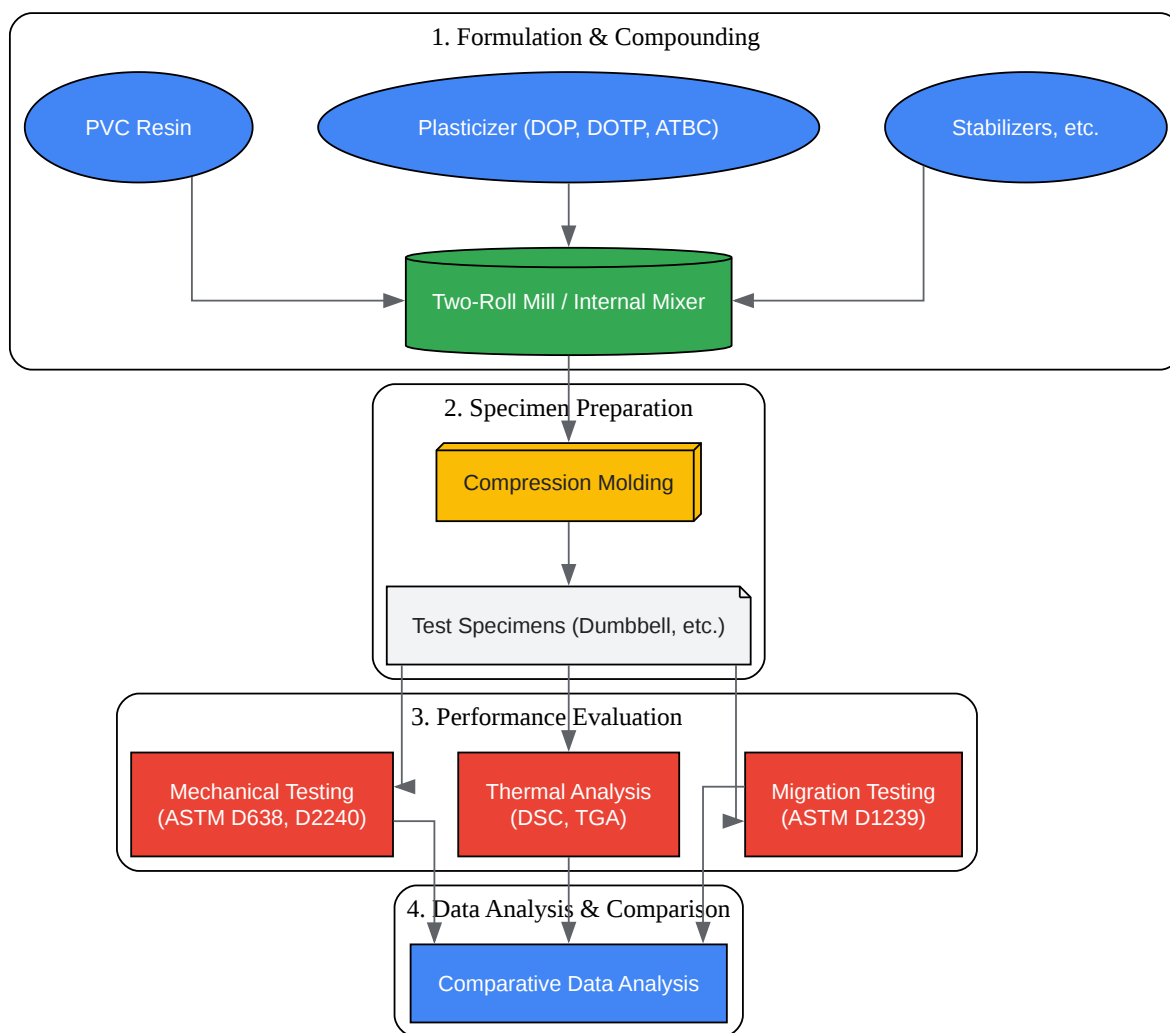 1. Formulation & Compounding
PVC Resin
Plasticizer (DOP, DOTP, ATBC)
Stabilizers, etc.
Two-Roll Mill / Internal Mixer
2. Specimen Preparation
Compression Molding
Test Specimens (Dumbbell, etc.)
3. Performance Evaluation
Mechanical Testing
(ASTM D638, D2240)
Thermal Analysis
(DSC, TGA)
Migration Testing
(ASTM D1239)
4. Data Analysis & Comparison
Comparative Data Analysis